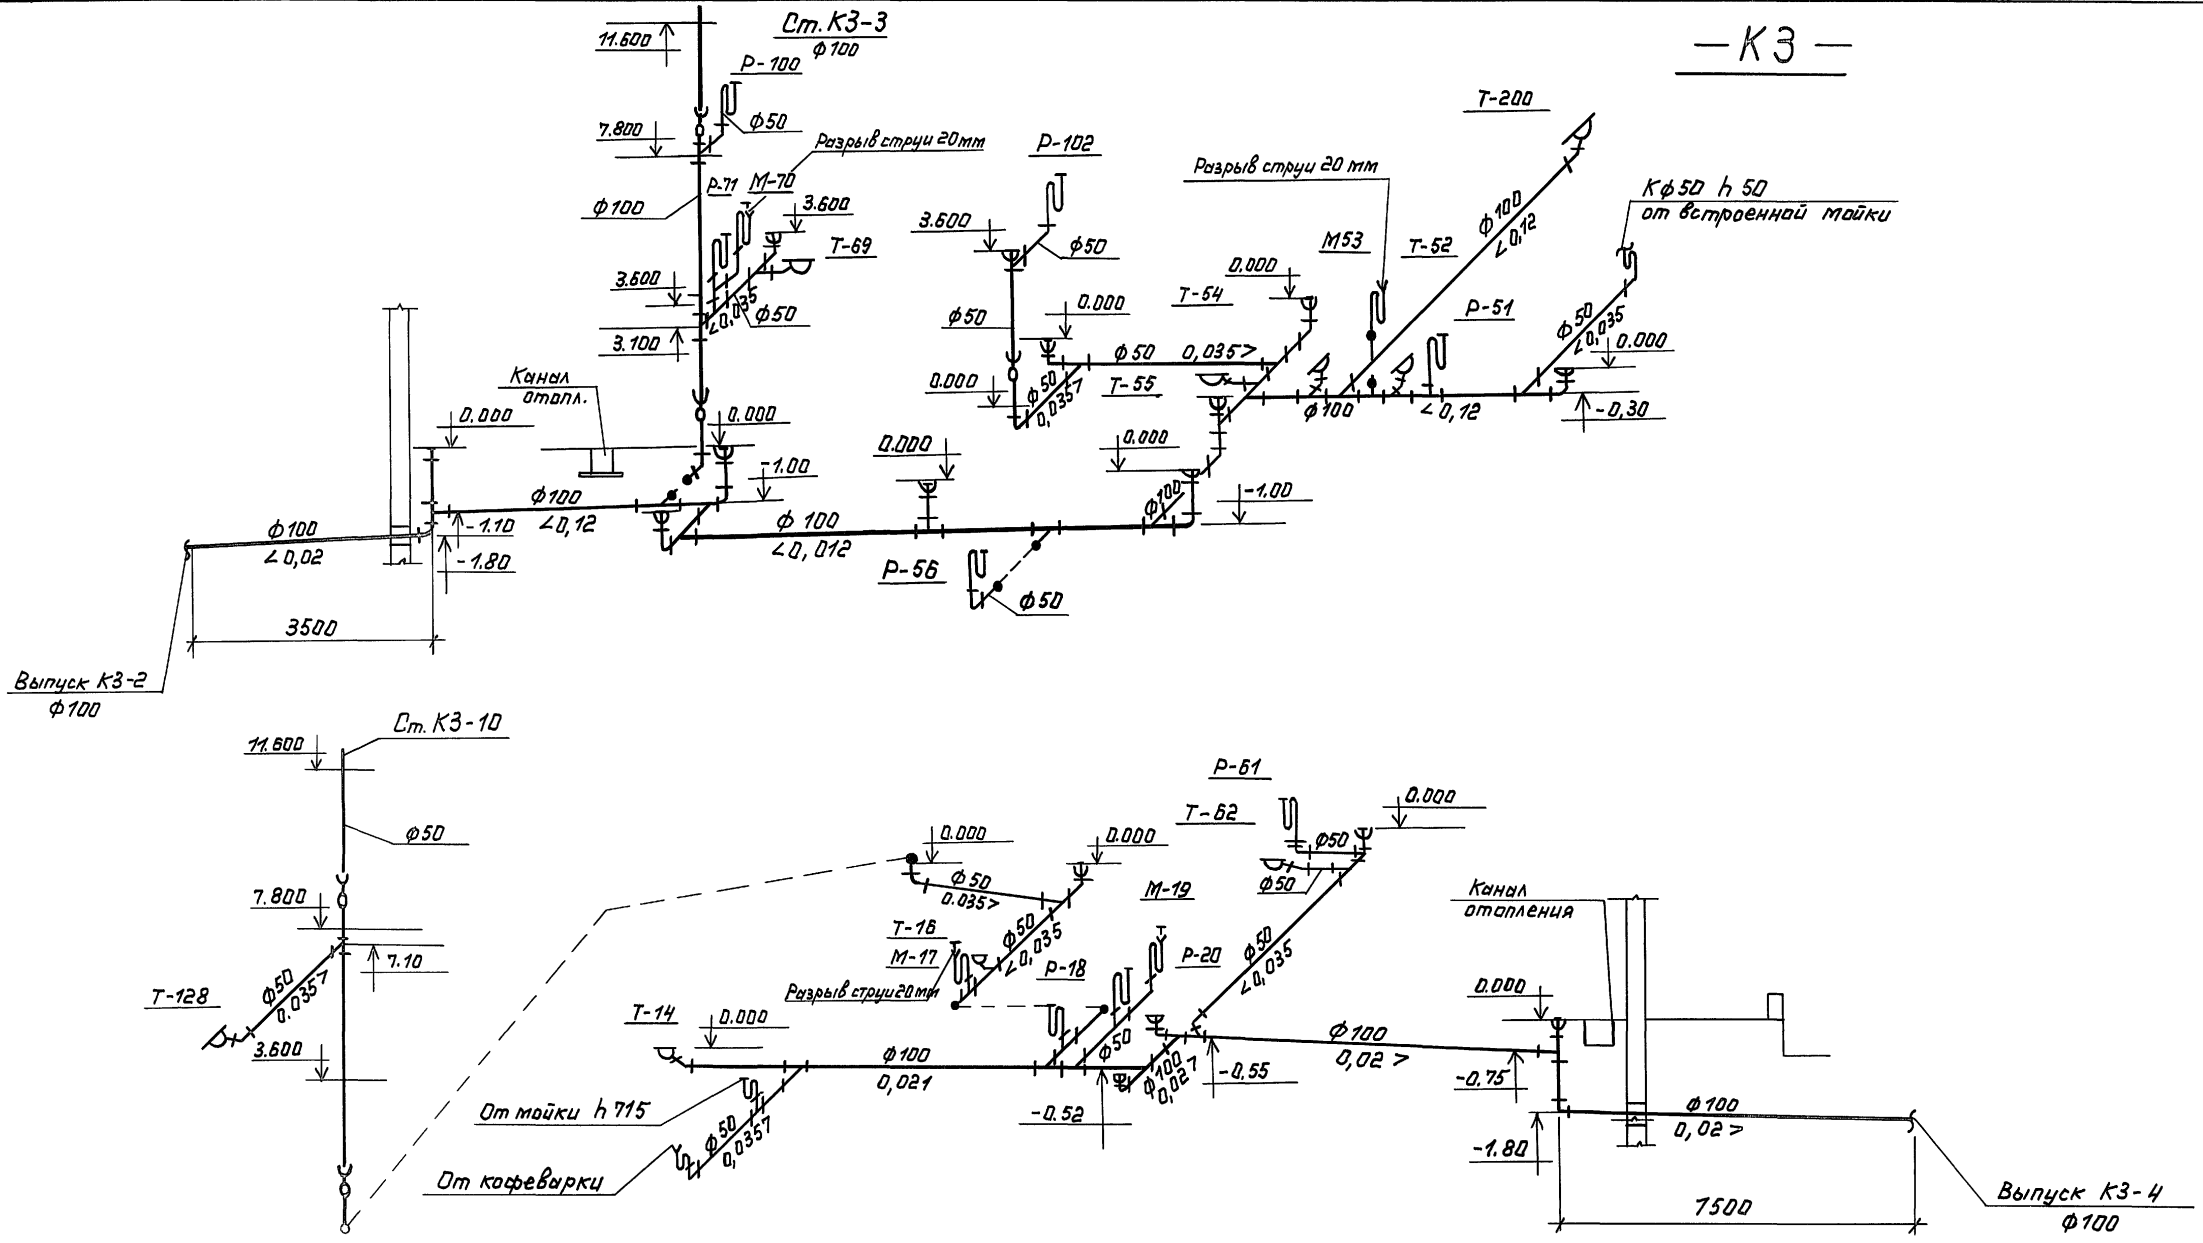 — К3 —
Ст. К3-3
ф100
11.600
Р-100
ф50
7.800
Разрыв струи 20мм
Р-71
М-70
ф100
3.600
Т-69
3.600
<0,035
ф50
3.100
Р-102
3.600
ф50
ф50
0.000
ф50 0,035>
0.000
ф50
0,035
Т-55
Т-54
0.000
Разрыв струи 20 мм
М53
Т-52
Т-200
ф100
<0,12
Р-51
Кф50 h 50
от встроенной мойки
ф50
<0,035
0.000
-0,30
ф100
<0,12
Канал
отопл.
0.000
0.000
-1.00
ф100
<0,12
-1.10
-1.80
ф100
<0,02
3500
Выпуск К3-2
ф100
0.000
ф 100
<0,012
Р-56
ф50
0.000
ф100
-1.00
Ст. К3-10
11.600
ф50
7.800
7.10
ф50
0.035
Т-128
3.600
0.000
ф50
0.035>
0.000
Т-16
М-17
Разрыв струи 20мм
ф50
<0,035
Р-18
М-19
Р-20
Т-14
0.000
ф100
0,02
ф50
-0.52
От мойки h 715
ф50
0,035
От кофеварки
ф100
0,02
Р-61
Т-62
ф50
ф50
0.000
ф50
<0,035
-0.55
ф100
0,02 >
Канал
отопления
0.000
-0.75
-1.80
ф100
0,02 >
7500
Выпуск К3-4
ф100